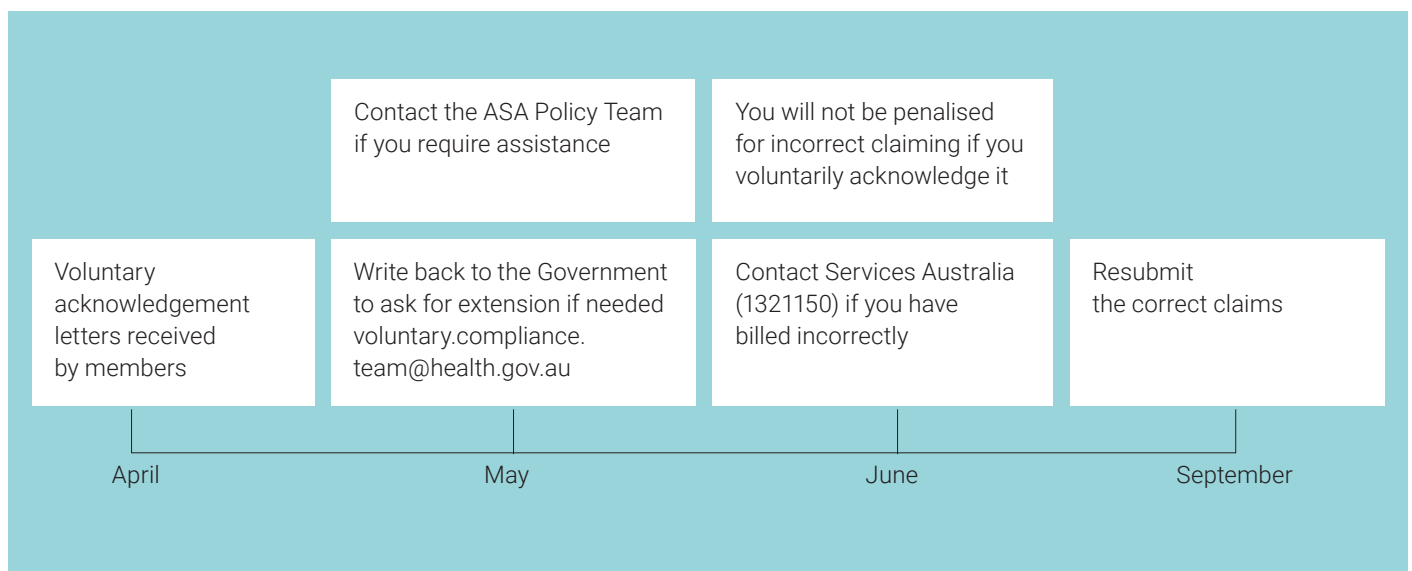 Contact the ASA Policy Team
if you require assistance
You will not be penalised
for incorrect claiming if you
voluntarily acknowledge it
Voluntary
acknowledgement
letters received
by members
Write back to the Government
to ask for extension if needed
voluntary.compliance.
team@health.gov.au
Contact Services Australia
(1321150) if you have
billed incorrectly
Resubmit
the correct claims
April
May
June
September